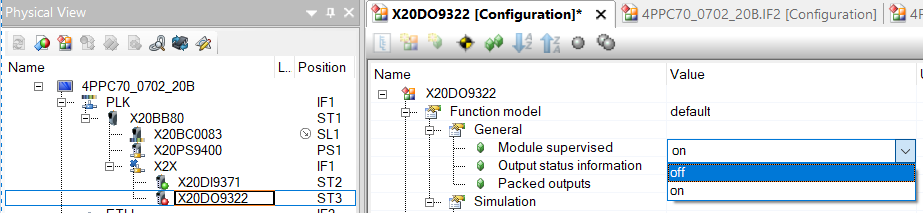 Physical View
Name L.. Position
4PPC70_0702_20B
PLK IF1
X20BB80 ST1
X20BC0083 SL1
X20PS9400 PS1
X2X IF1
X20DI9371 ST2
X20DO9322 ST3
X20DO9322 [Configuration]*
4PPC70_0702_20B.IF2 [Configuration]
Name Value
X20DO9322
Function model default
General
Module supervised on
Output status information off
Packed outputs on
Simulation